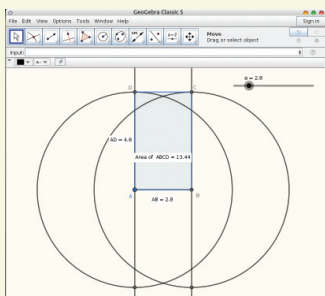 GeoGebra Classic 5
File Edit View Options Tools Window Help
Sign in
Move
Drag or select object
Input:
a = 2.8
D
C
AD = 4.8
Area of ABCD = 13.44
A
B
AB = 2.8